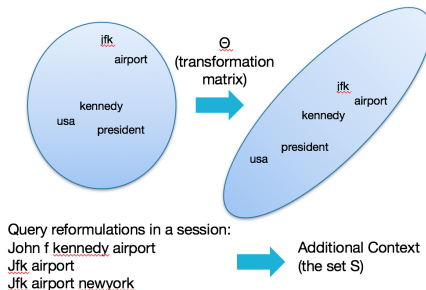 jfk
airport
kennedy
usa
president
Θ
(transformation
matrix)
jfk
airport
kennedy
president
usa
Query reformulations in a session:
John f kennedy airport
Jfk airport
Jfk airport newyork
Additional Context
(the set S)